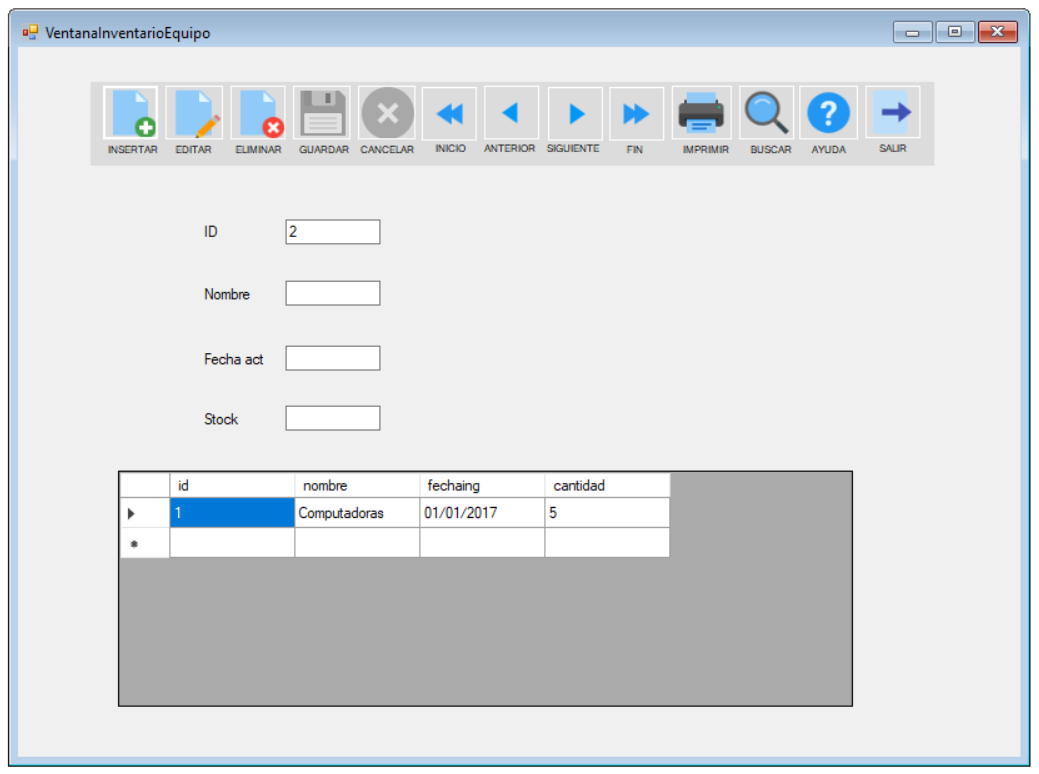 VentanaInventarioEquipo
INSERTAR EDITAR ELIMINAR GUARDAR CANCELAR INICIO ANTERIOR SIGUIENTE FIN IMPRIMIR BUSCAR AYUDA SALIR
ID 2
Nombre
Fecha act
Stock
id nombre fechaing cantidad
1 Computadoras 01/01/2017 5